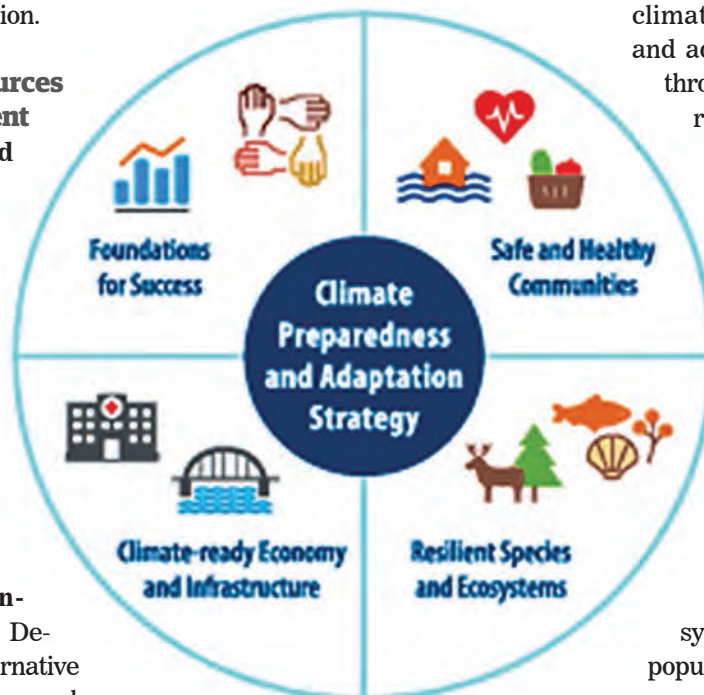 ion.
urces
ent
d
climat
and ad
thro
r
Foundations
for Success
Safe and Healthy
Communities
Climate
Preparedness
and Adaptation
Strategy
Climate-ready Economy
and Infrastructure
Resilient Species
and Ecosystems
n-
De-
rnative
sy
popu